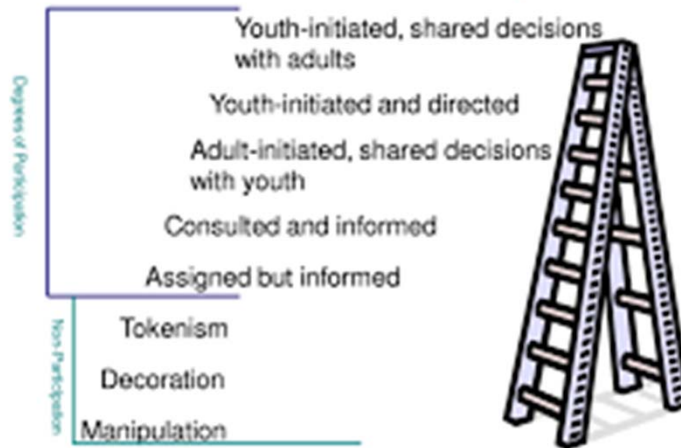 Youth-initiated, shared decisions
with adults
Youth-initiated and directed
Adult-initiated, shared decisions
with youth
Consulted and informed
Assigned but informed
Tokenism
Decoration
Manipulation
Degrees of Participation
Non-Participation